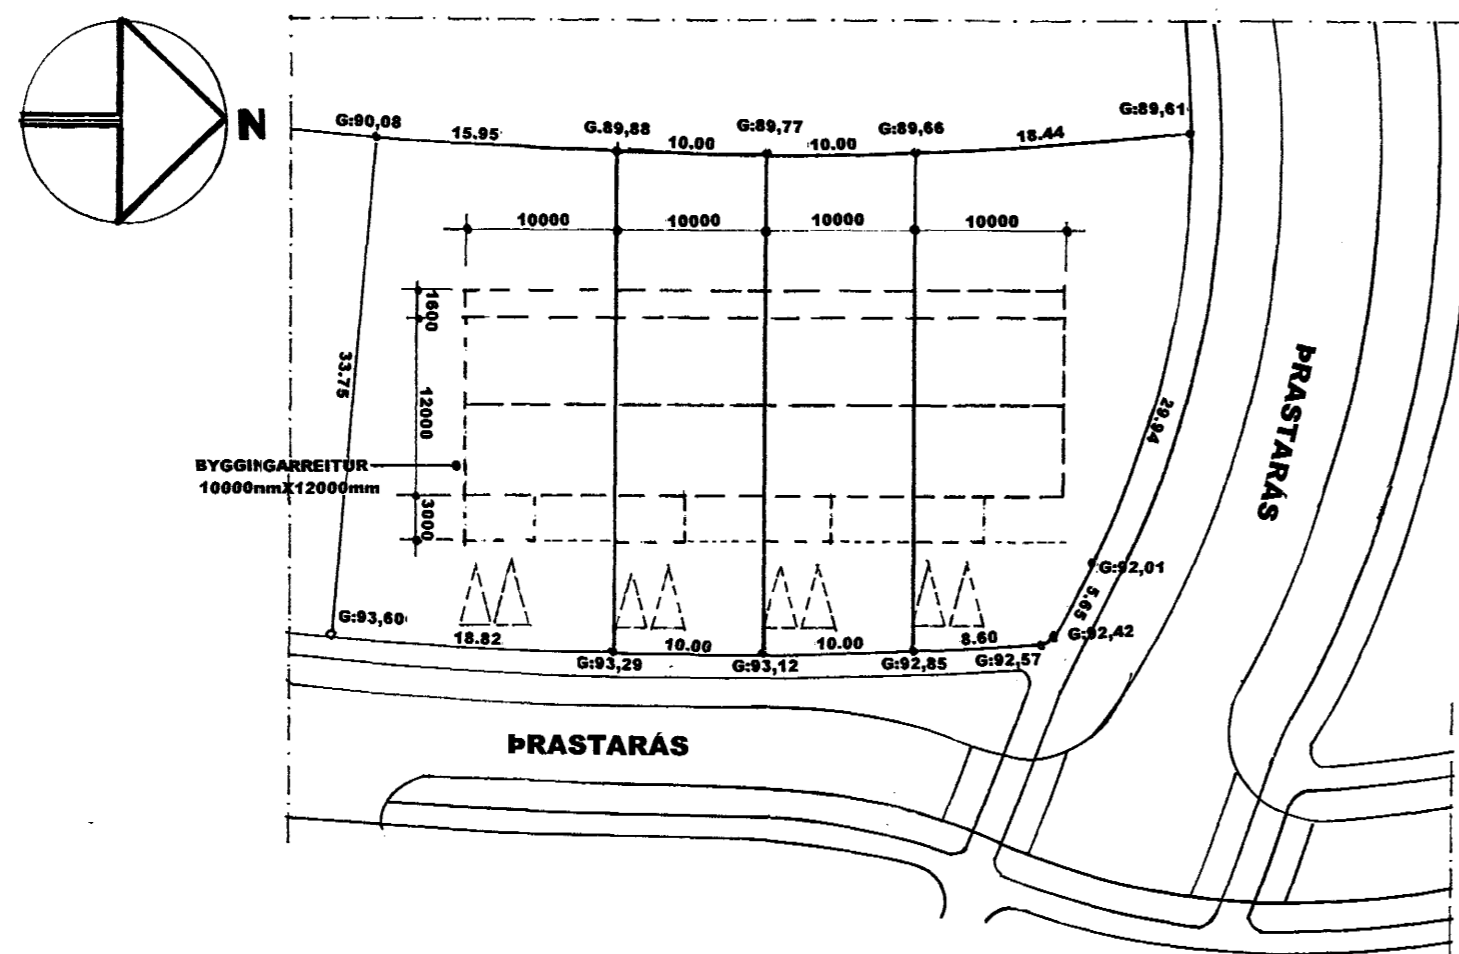 N
G:90,08
15.95
G.89,88
10.00
G:89,77
10.00
G:89,66
18.44
G:89,61
10000
10000
10000
10000
1600
33.75
12000
ÞRASTARÁS
29.94
BYGGINGARREITUR
10000mmX12000mm
3000
G:92,01
5.65
G:93,60
18.82
10.00
10.00
8.60
G:92,42
G:93,29
G:93,12
G:92,85
G:92,57
ÞRASTARÁS